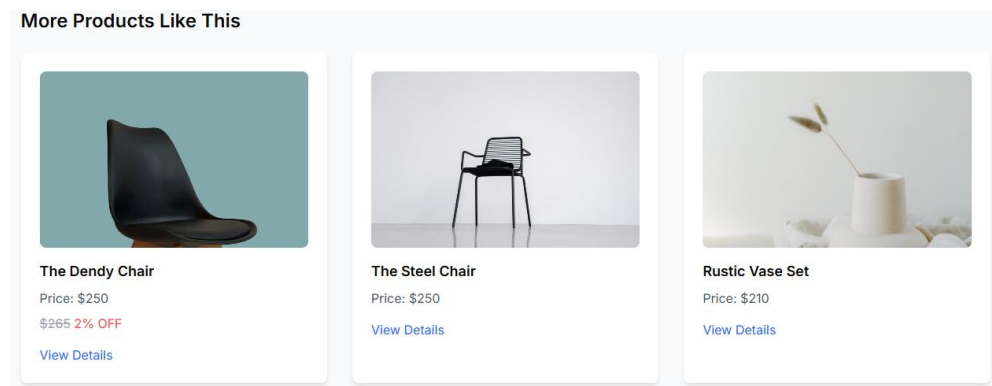 More Products Like This
The Dendy Chair
Price: $250
$265 2% OFF
View Details
The Steel Chair
Price: $250
View Details
Rustic Vase Set
Price: $210
View Details